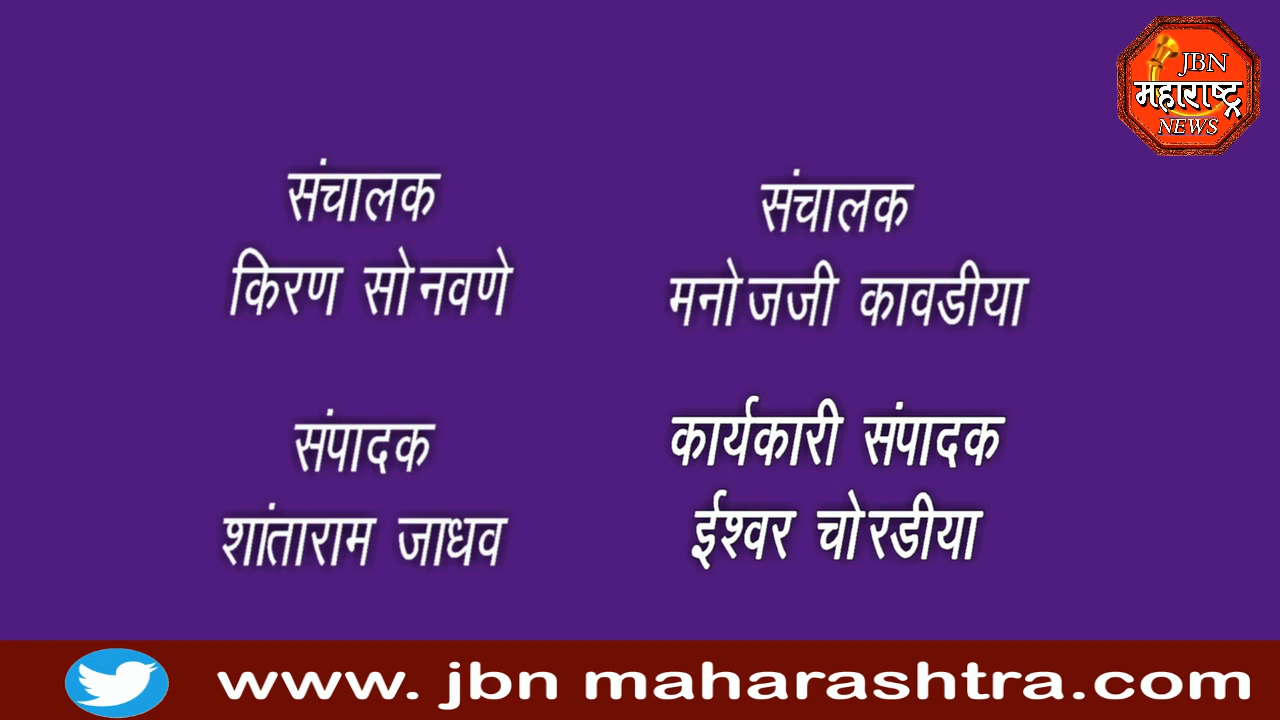 JBN
महाराष्ट्र
NEWS
संचालक
किरण सोनवणे
संचालक
मनोजजी कावडीया
संपादक
शांताराम जाधव
कार्यकारी संपादक
ईश्वर चोरडीया
www. jbn maharashtra.com